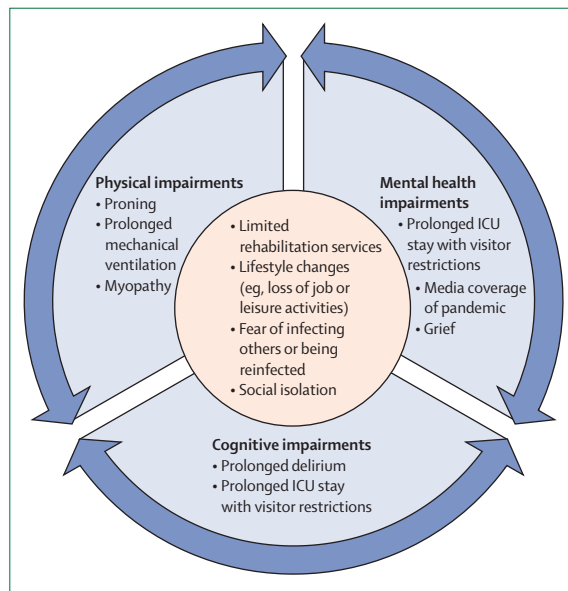 Physical impairments
• Proning
• Prolonged
mechanical
ventilation
• Myopathy
Mental health
impairments
• Prolonged ICU
stay with visitor
restrictions
• Media coverage
of pandemic
• Grief
• Limited
rehabilitation services
• Lifestyle changes
(eg, loss of job or
leisure activities)
• Fear of infecting
others or being
reinfected
• Social isolation
Cognitive impairments
• Prolonged delirium
• Prolonged ICU stay
with visitor restrictions